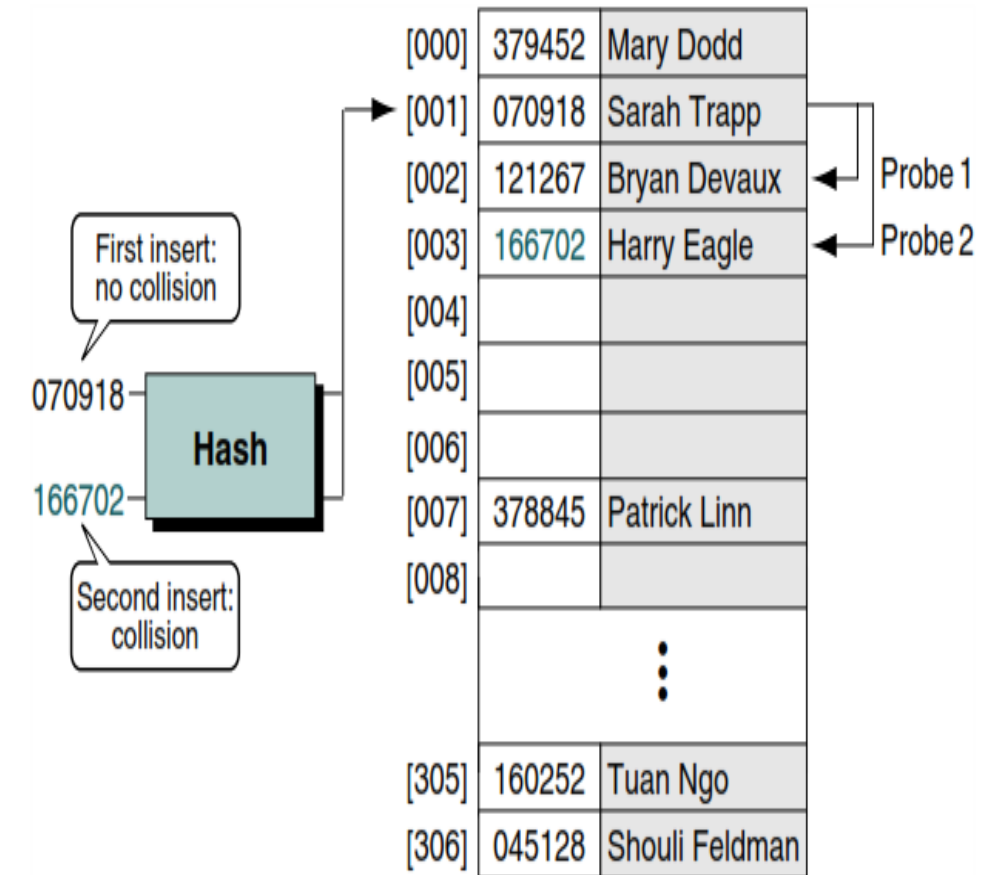 [000] 379452 Mary Dodd
[001] 070918 Sarah Trapp
[002] 121267 Bryan Devaux Probe 1
[003] 166702 Harry Eagle Probe 2
First insert:
no collision
[004]
[005]
070918
Hash
[006]
166702
[007] 378845 Patrick Linn
[008]
Second insert:
collision
[305] 160252 Tuan Ngo
[306] 045128 Shouli Feldman